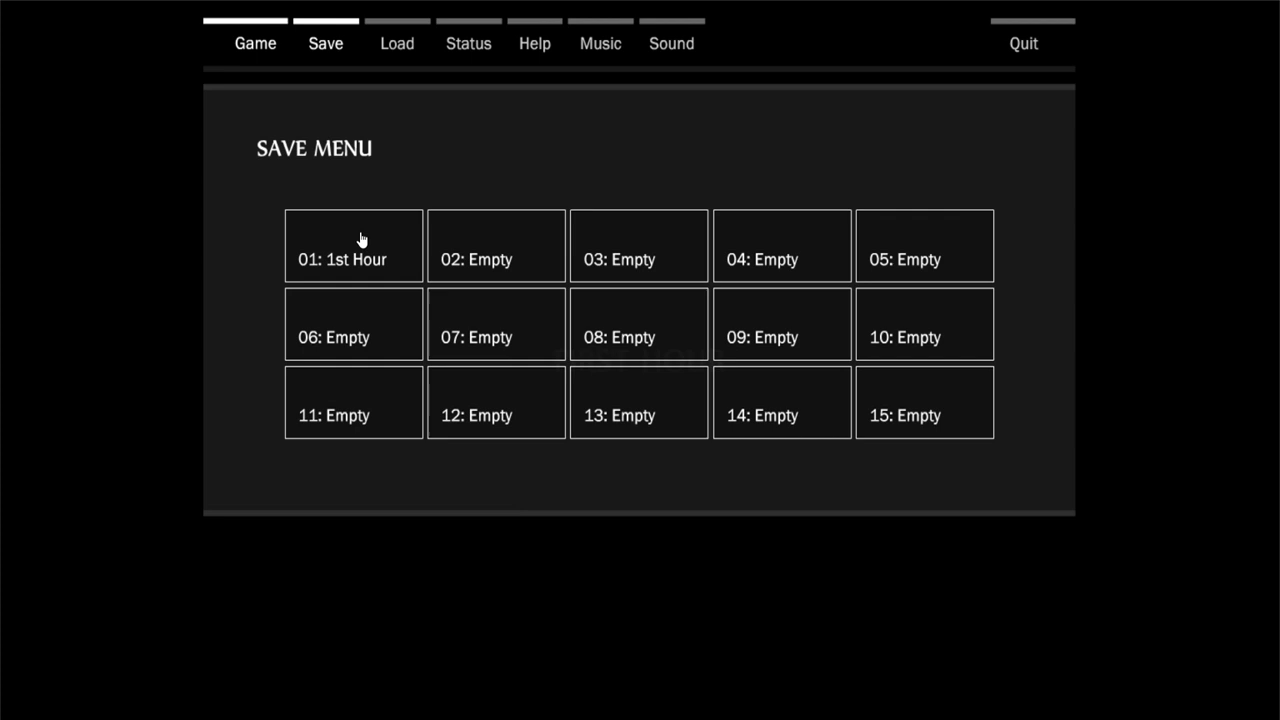 Game Save Load Status Help Music Sound Quit
SAVE MENU
01: 1st Hour 02: Empty 03: Empty 04: Empty 05: Empty
06: Empty 07: Empty 08: Empty 09: Empty 10: Empty
11: Empty 12: Empty 13: Empty 14: Empty 15: Empty